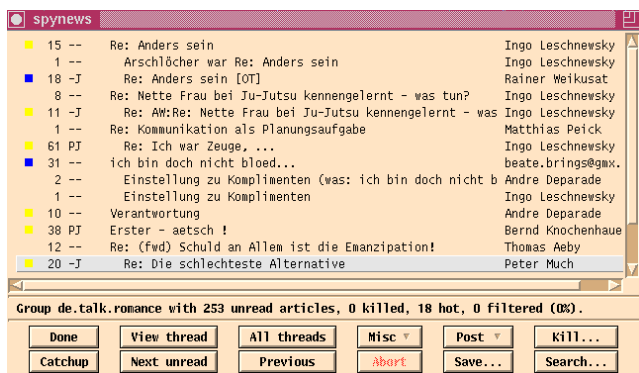 spynews
15 -- Re: Anders sein Ingo Leschnewsky
1 -- Arschlöcher war Re: Anders sein Ingo Leschnewsky
18 -J Re: Anders sein [OT] Rainer Weikusat
8 -- Re: Nette Frau bei Ju-Jutsu kennengelernt - was tun? Ingo Leschnewsky
11 -J Re: AW:Re: Nette Frau bei Ju-Jutsu kennengelernt - was Ingo Leschnewsky
1 -- Re: Kommunikation als Planungsaufgabe Matthias Peick
61 PJ Re: Ich war Zeuge, ... Ingo Leschnewsky
31 -- ich bin doch nicht bloed... beate.brings@gmx.
2 -- Einstellung zu Komplimenten (was: ich bin doch nicht b Andre Deparade
1 -- Einstellung zu Komplimenten Ingo Leschnewsky
10 -- Verantwortung Andre Deparade
38 PJ Erster - aetsch ! Bernd Knochenhaue
12 -- Re: (fwd) Schuld an Allem ist die Emanzipation! Thomas Aeby
20 -J Re: Die schlechteste Alternative Peter Much
Group de.talk.romance with 253 unread articles, 0 killed, 18 hot, 0 filtered (0%).
Done View thread All threads Misc Post Kill...
Catchup Next unread Previous Abort Save... Search...